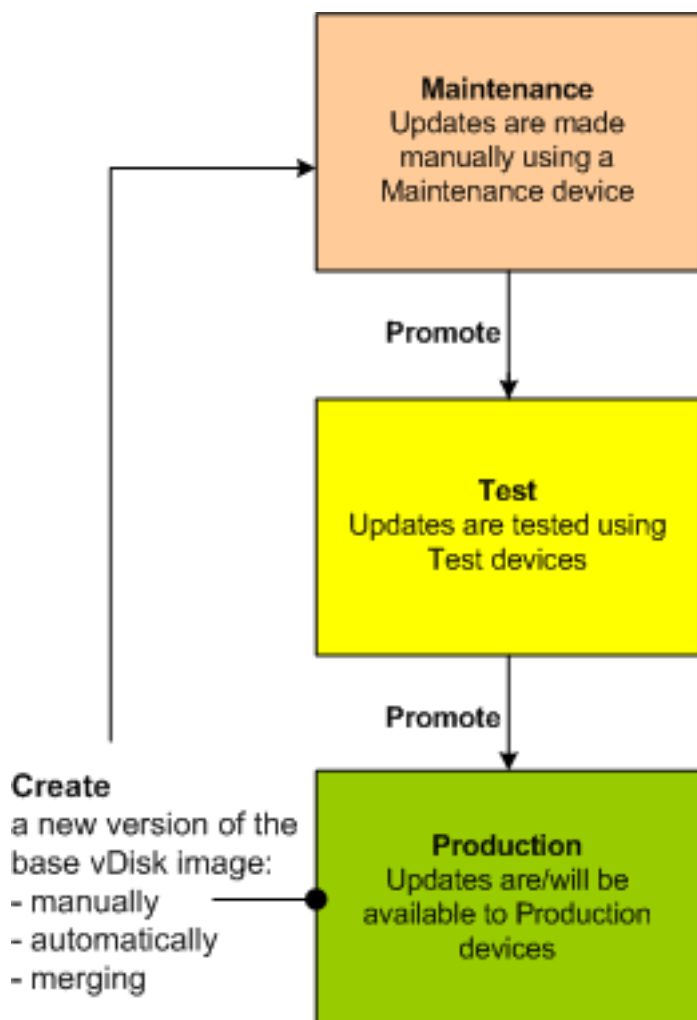 Maintenance
Updates are made
manually using a
Maintenance device
Promote
Test
Updates are tested using
Test devices
Promote
Create
a new version of the
base vDisk image:
- manually
- automatically
- merging
Production
Updates are/will be
available to Production
devices